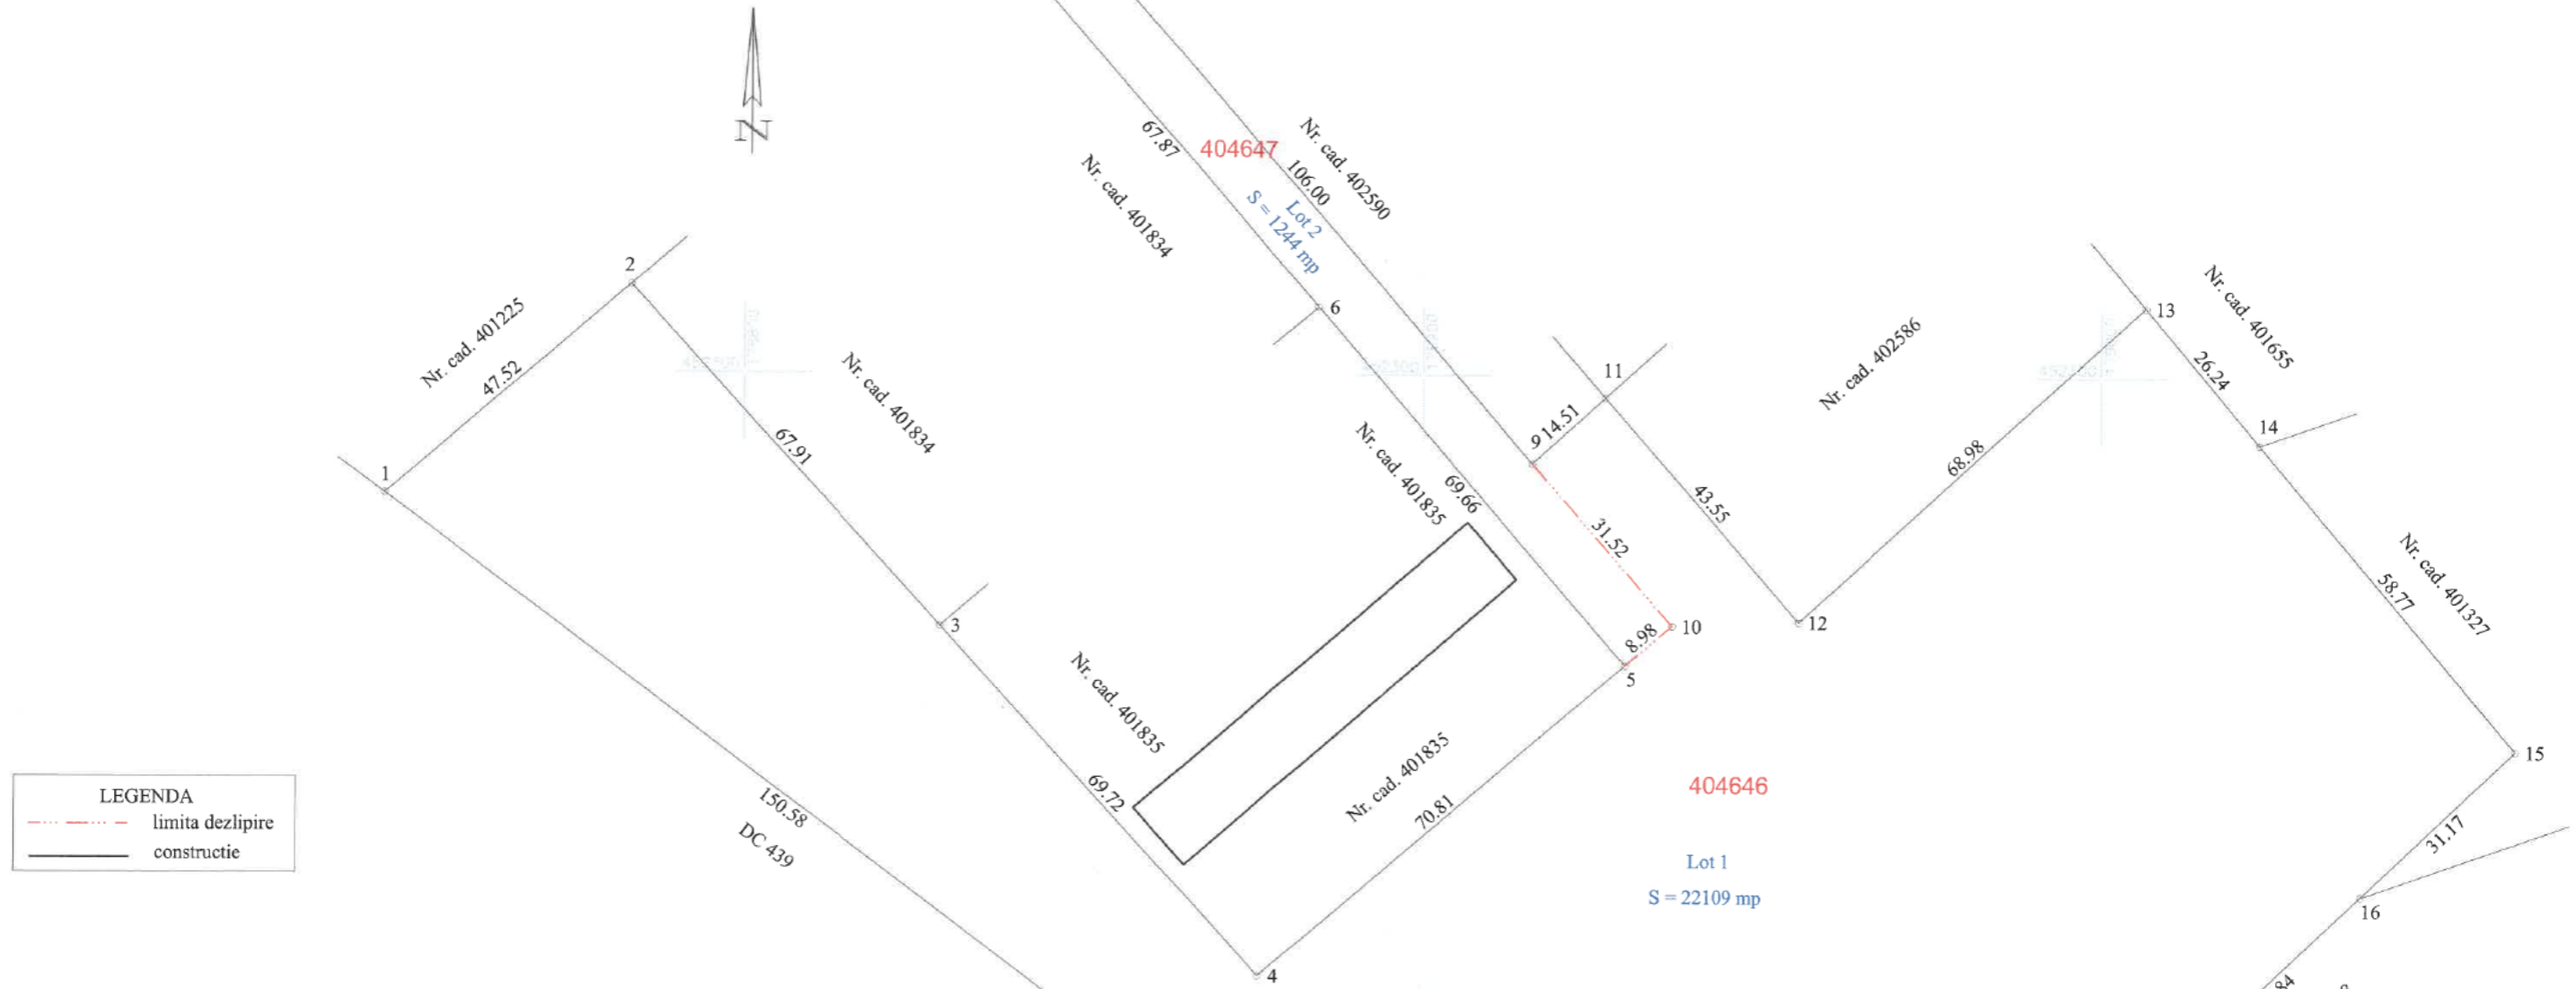 N
67.87
404647
Nr. cad. 402590
106.00
Nr. cad. 401834
Lot 2
S = 1244 mp
2
6
13
Nr. cad. 401655
Nr. cad. 401225
47.52
Nr. cad. 401834
67.91
11
Nr. cad. 402586
26.24
14
9
14.51
1
Nr. cad. 401835
69.66
68.98
43.55
31.52
Nr. cad. 401327
58.77
3
10
12
8.98
5
Nr. cad. 401835
15
69.72
Nr. cad. 401835
70.81
404646
LEGENDA
limita dezlipire
constructie
150.58
DC 439
31.17
Lot 1
S = 22109 mp
16
4